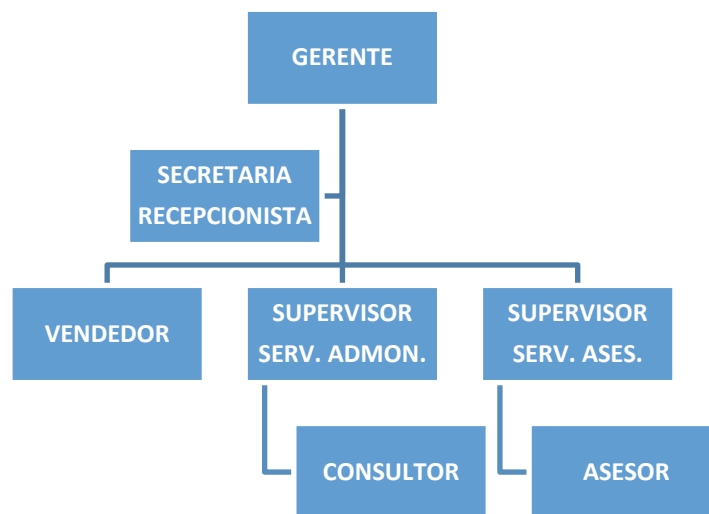 GERENTE
SECRETARIA
RECEPCIONISTA
VENDEDOR
SUPERVISOR
SERV. ADMON.
SUPERVISOR
SERV. ASES.
CONSULTOR
ASESOR